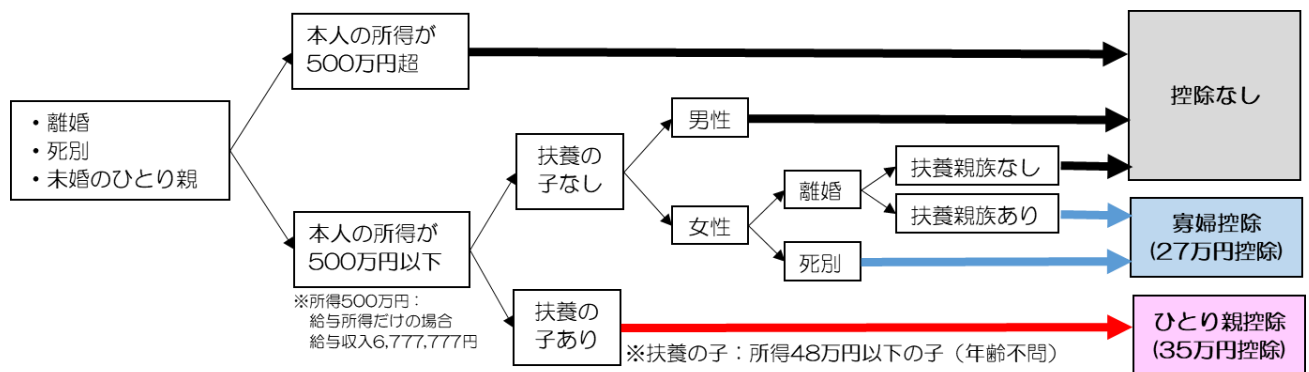 ・離婚
・死別
・未婚のひとり親
本人の所得が
500万円超
本人の所得が
500万円以下
※所得500万円：
給与所得だけの場合
給与収入6,777,777円
扶養の
子なし
扶養の
子あり
男性
女性
離婚
死別
扶養親族なし
扶養親族あり
控除なし
寡婦控除
(27万円控除)
ひとり親控除
(35万円控除)
※扶養の子：所得48万円以下の子（年齢不問）